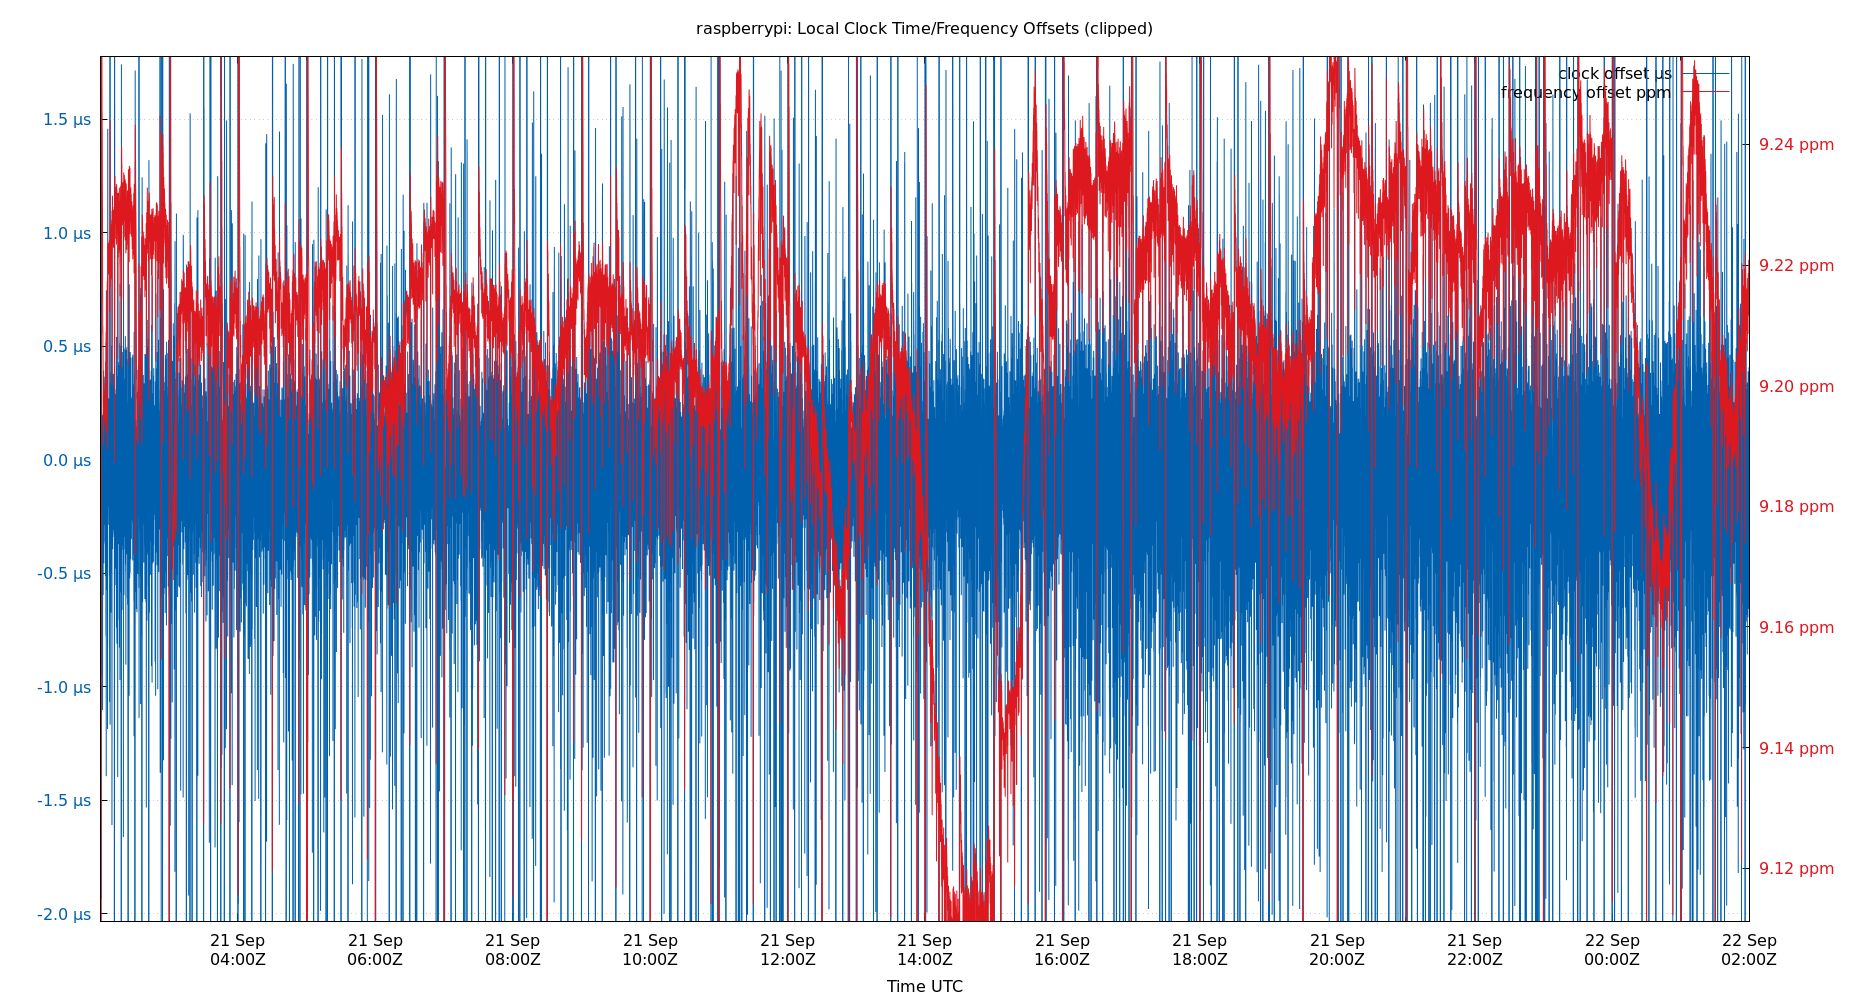 raspberrypi: Local Clock Time/Frequency Offsets (clipped)
clock offset µs
frequency offset ppm
1.5 µs
1.0 µs
0.5 µs
0.0 µs
-0.5 µs
-1.0 µs
-1.5 µs
-2.0 µs
9.24 ppm
9.22 ppm
9.20 ppm
9.18 ppm
9.16 ppm
9.14 ppm
9.12 ppm
21 Sep 21 Sep 21 Sep 21 Sep 21 Sep 21 Sep 21 Sep 21 Sep 21 Sep 21 Sep 22 Sep 22 Sep
04:00Z 06:00Z 08:00Z 10:00Z 12:00Z 14:00Z 16:00Z 18:00Z 20:00Z 22:00Z 00:00Z 02:00Z
Time UTC